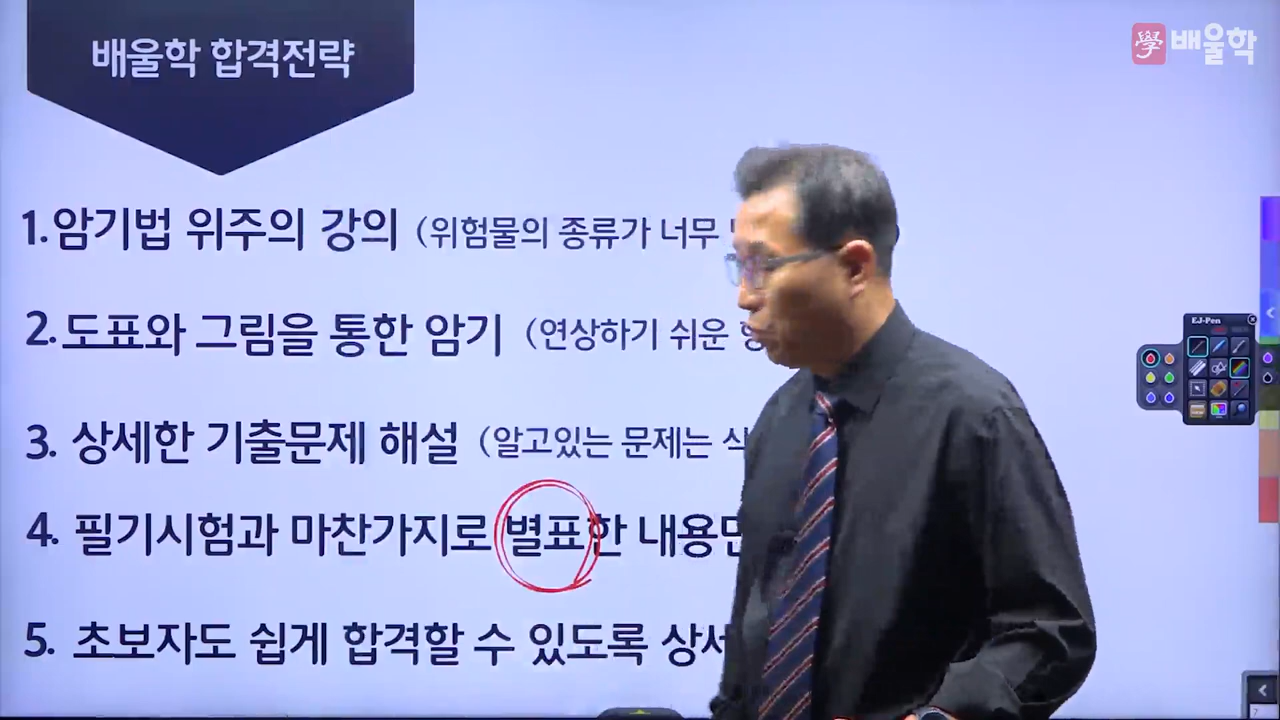 배울학 합격전략
學 배울학
1. 암기법 위주의 강의 (위험물의 종류가 너무
2. 도표와 그림을 통한 암기 (연상하기 쉬운
3. 상세한 기출문제 해설 (알고있는 문제는
4. 필기시험과 마찬가지로 별표한
5. 초보자도 쉽게 합격할 수 있도록
EJ-Pen